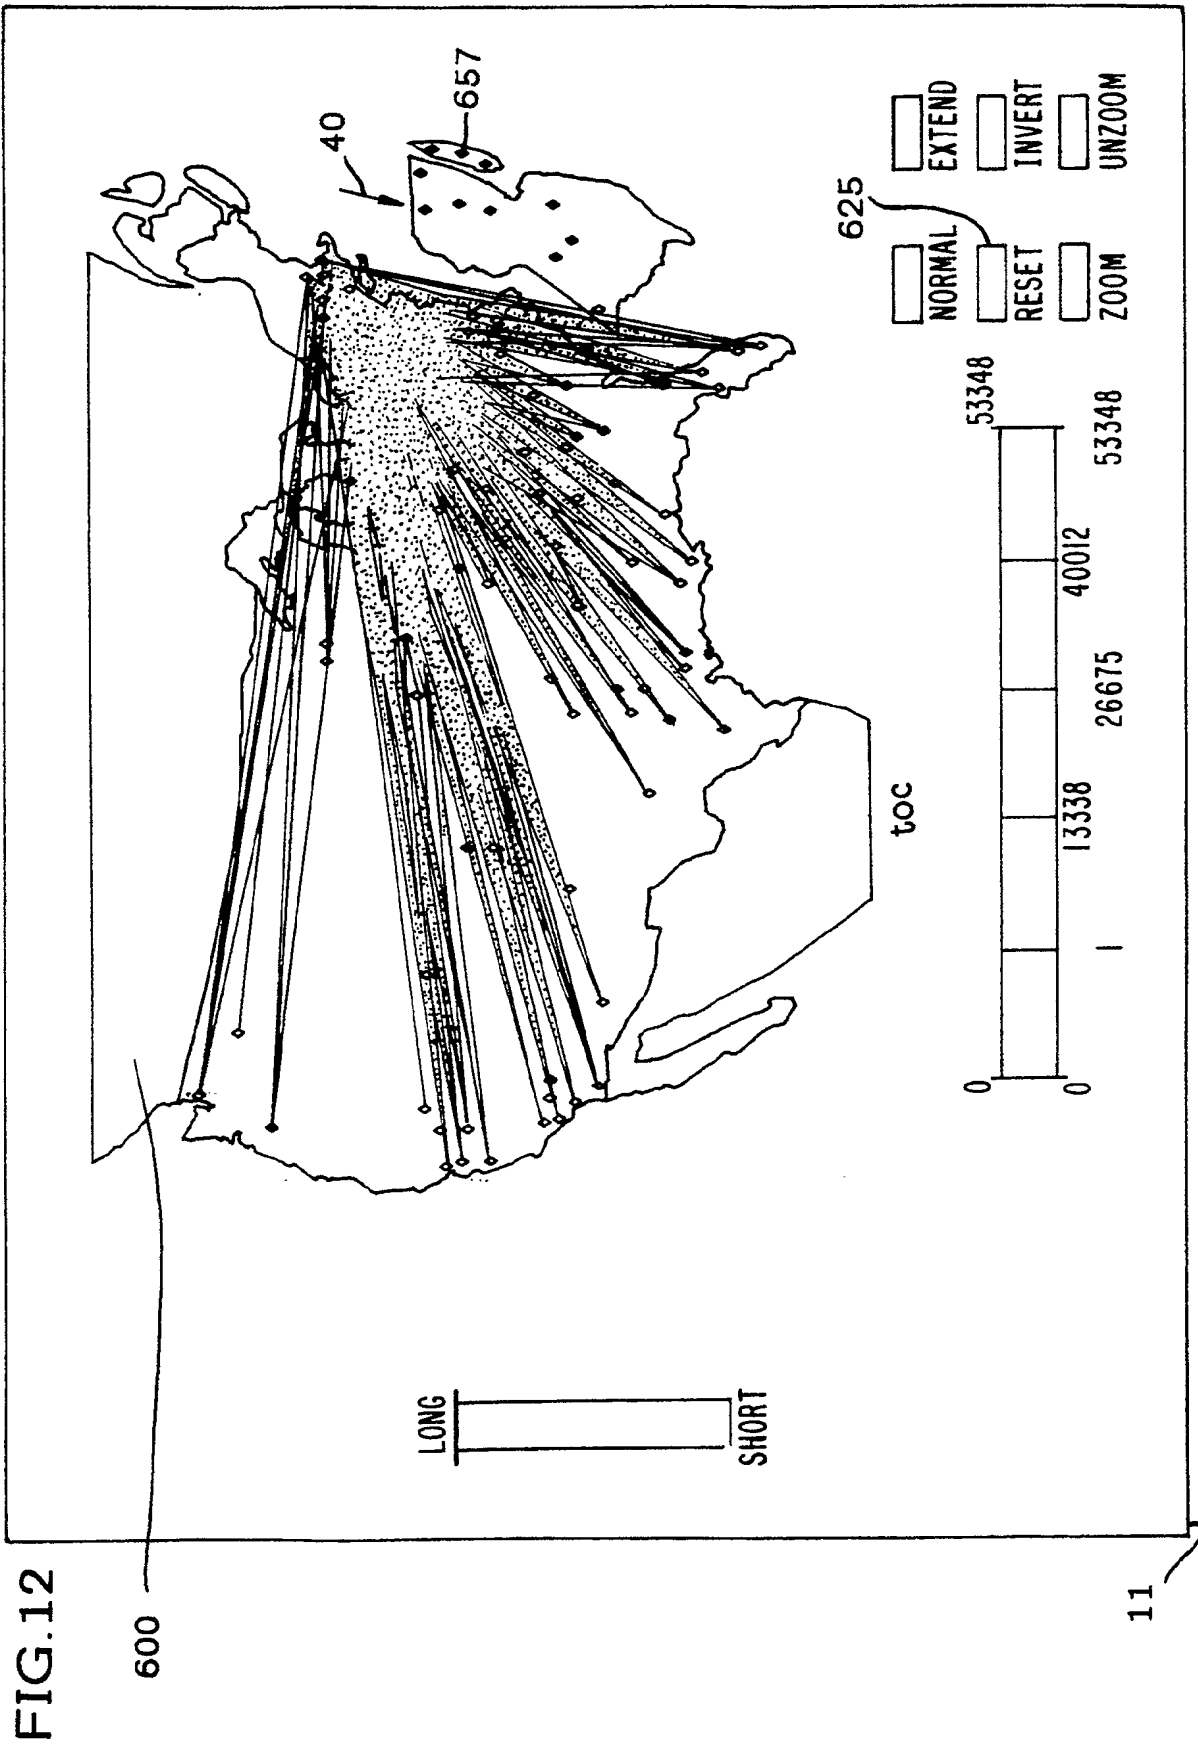 FIG.12
600
11
LONG
SHORT
40
657
toc
0
53348
0
1
13338
26675
40012
53348
625
NORMAL
EXTEND
RESET
INVERT
ZOOM
UNZOOM